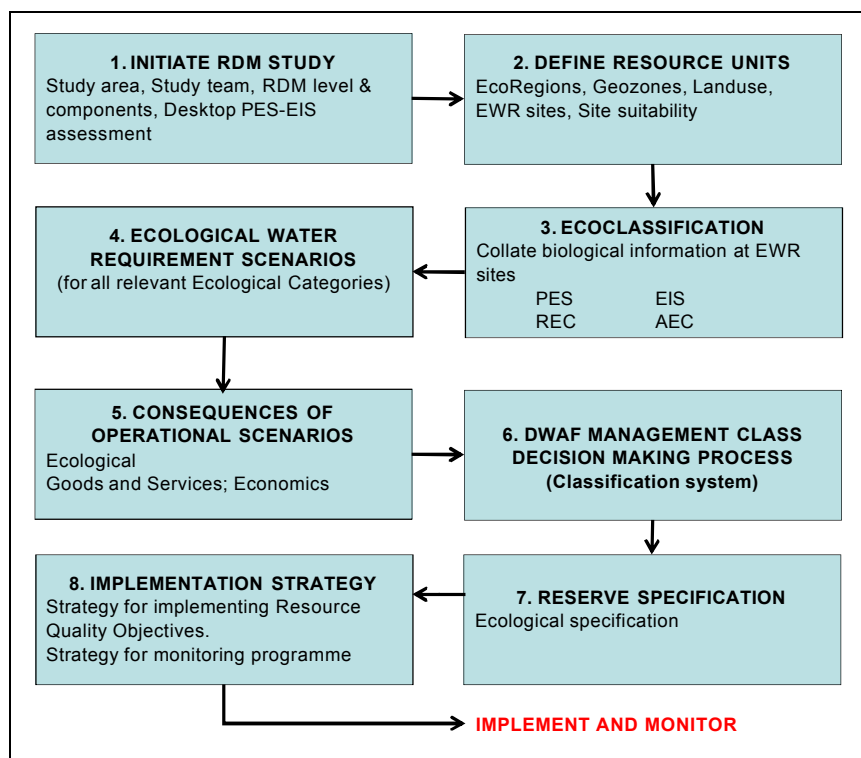 1. INITIATE RDM STUDY
Study area, Study team, RDM level &
components, Desktop PES-EIS
assessment
2. DEFINE RESOURCE UNITS
EcoRegions, Geozones, Landuse,
EWR sites, Site suitability
3. ECOCLASSIFICATION
Collate biological information at EWR
sites
PES EIS
REC AEC
4. ECOLOGICAL WATER
REQUIREMENT SCENARIOS
(for all relevant Ecological Categories)
5. CONSEQUENCES OF
OPERATIONAL SCENARIOS
Ecological
Goods and Services; Economics
6. DWAF MANAGEMENT CLASS
DECISION MAKING PROCESS
(Classification system)
7. RESERVE SPECIFICATION
Ecological specification
8. IMPLEMENTATION STRATEGY
Strategy for implementing Resource
Quality Objectives.
Strategy for monitoring programme
IMPLEMENT AND MONITOR